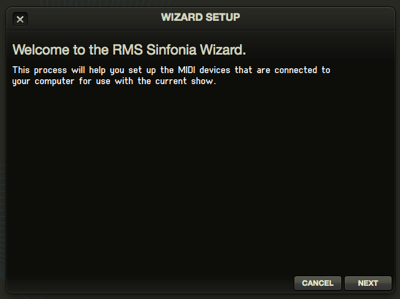 WIZARD SETUP
Welcome to the RMS Sinfonia Wizard.
This process will help you set up the MIDI devices that are connected to
your computer for use with the current show.
CANCEL NEXT